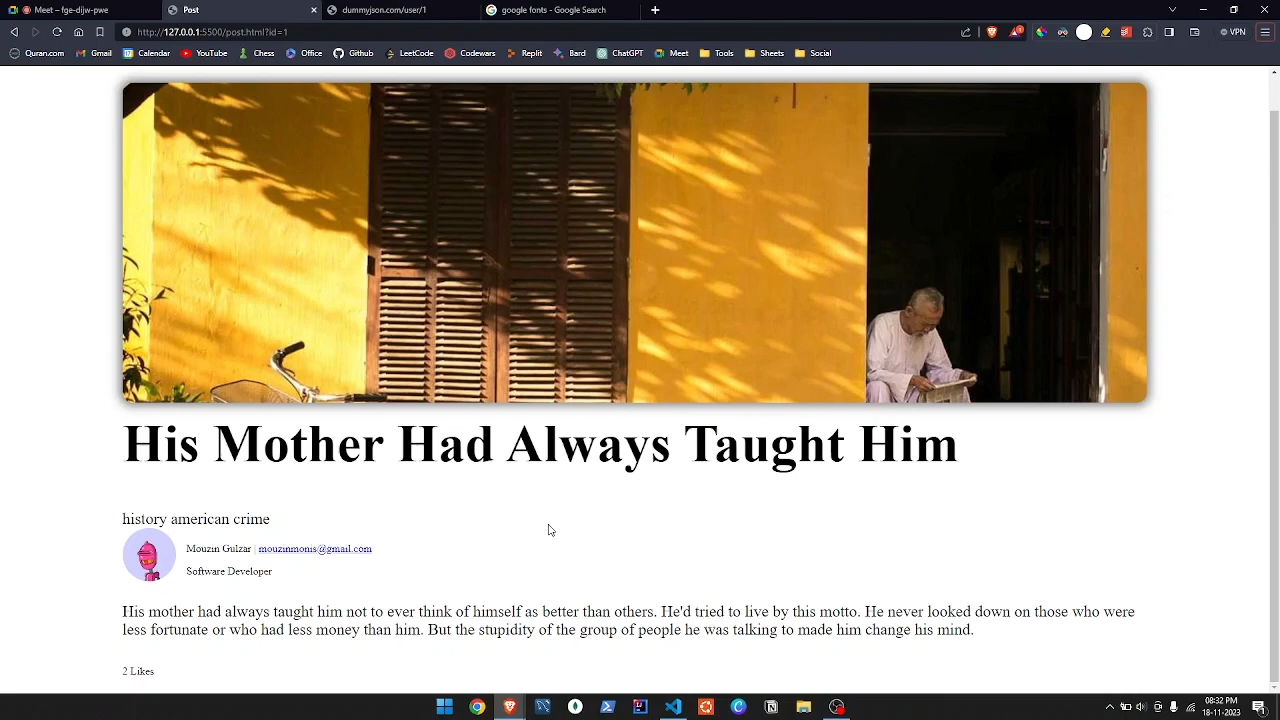 Meet – fge-dijw-pwe
Post
dummyjson.com/user/1
google fonts - Google Search
http://127.0.0.1:5500/post.html?id=1
VPN
Quran.com
Gmail
Calendar
YouTube
Chess
Office
Github
LeetCode
Codewars
Replit
Bard
ChatGPT
Meet
Tools
Sheets
Social
His Mother Had Always Taught Him
history american crime
Mouzin Gulzar | mouzinmonis@gmail.com
Software Developer
His mother had always taught him not to ever think of himself as better than others. He'd tried to live by this motto. He never looked down on those who were
less fortunate or who had less money than him. But the stupidity of the group of people he was talking to made him change his mind.
2 Likes
08:32 PM
18-11-2023